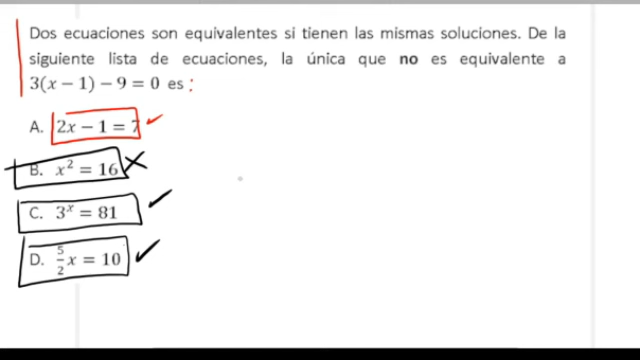 Dos ecuaciones son equivalentes si tienen las mismas soluciones. De la
siguiente lista de ecuaciones, la única que no es equivalente a
3(x − 1) − 9 = 0 es :
A. 2x − 1 = 7
B. x² = 16
C. 3ˣ = 81
D. 5/2 x = 10